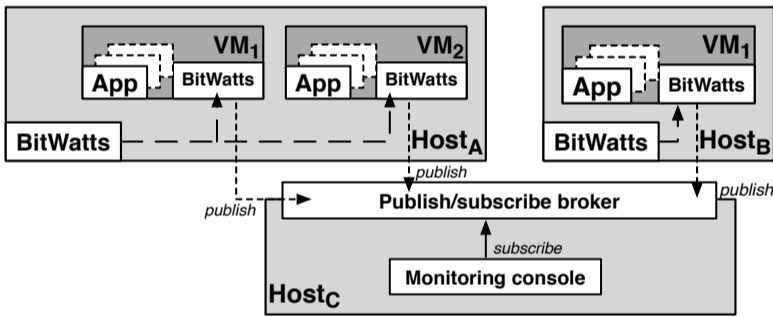 VM1
VM2
VM1
App
BitWatts
App
BitWatts
App
BitWatts
BitWatts
HostA
BitWatts
HostB
publish
publish
publish
Publish/subscribe broker
subscribe
Monitoring console
HostC